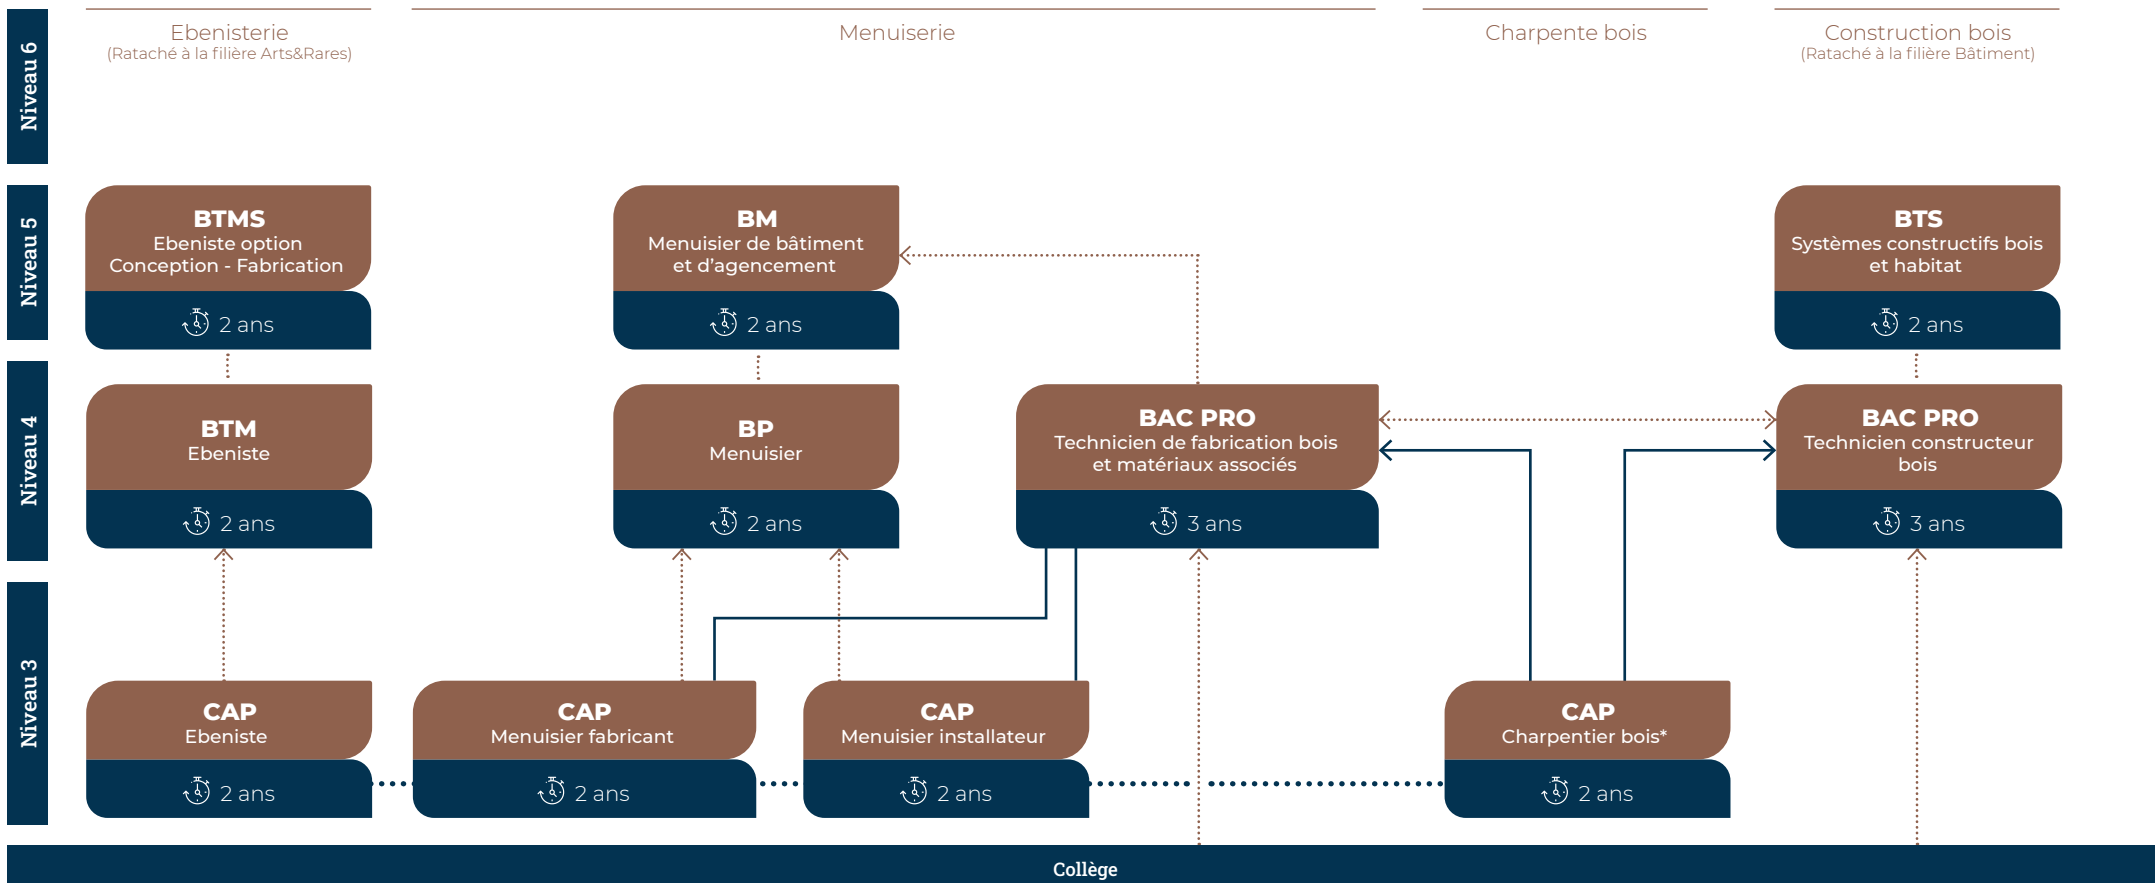 Niveau 6
Ebenisterie
(Rataché à la filière Arts&Rares)
Menuiserie
Charpente bois
Construction bois
(Rataché à la filière Bâtiment)
Niveau 5
BTMS
Ebeniste option
Conception - Fabrication
2 ans
BM
Menuisier de bâtiment
et d'agencement
2 ans
BTS
Systèmes constructifs bois
et habitat
2 ans
Niveau 4
BTM
Ebeniste
2 ans
BP
Menuisier
2 ans
BAC PRO
Technicien de fabrication bois
et matériaux associés
3 ans
BAC PRO
Technicien constructeur
bois
3 ans
Niveau 3
CAP
Ebeniste
2 ans
CAP
Menuisier fabricant
2 ans
CAP
Menuisier installateur
2 ans
CAP
Charpentier bois*
2 ans
Collège